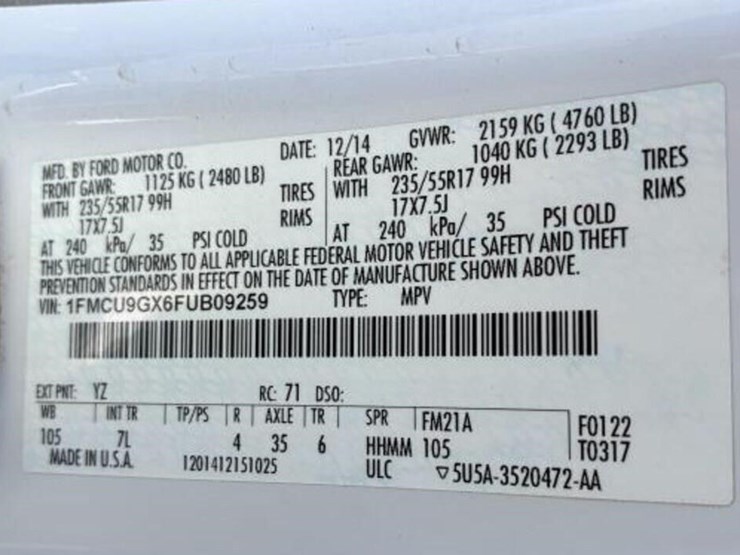 MFD. BY FORD MOTOR CO. DATE: 12/14 GVWR: 2159 KG ( 4760 LB)
FRONT GAWR: 1125 KG ( 2480 LB) REAR GAWR: 1040 KG ( 2293 LB)
WITH 235/55R17 99H TIRES WITH 235/55R17 99H TIRES
17X7.5J RIMS 17X7.5J RIMS
AT 240 kPa/ 35 PSI COLD AT 240 kPa/ 35 PSI COLD
THIS VEHICLE CONFORMS TO ALL APPLICABLE FEDERAL MOTOR VEHICLE SAFETY AND THEFT
PREVENTION STANDARDS IN EFFECT ON THE DATE OF MANUFACTURE SHOWN ABOVE.
VIN: 1FMCU9GX6FUB09259 TYPE: MPV
EXT PNT: YZ RC: 71 DSO:
WB INT TR TP/PS R AXLE TR SPR FM21A F0122
105 7L 4 35 6 HHMM 105 T0317
MADE IN U.S.A. 1201412151025 ULC ▽5U5A-3520472-AA